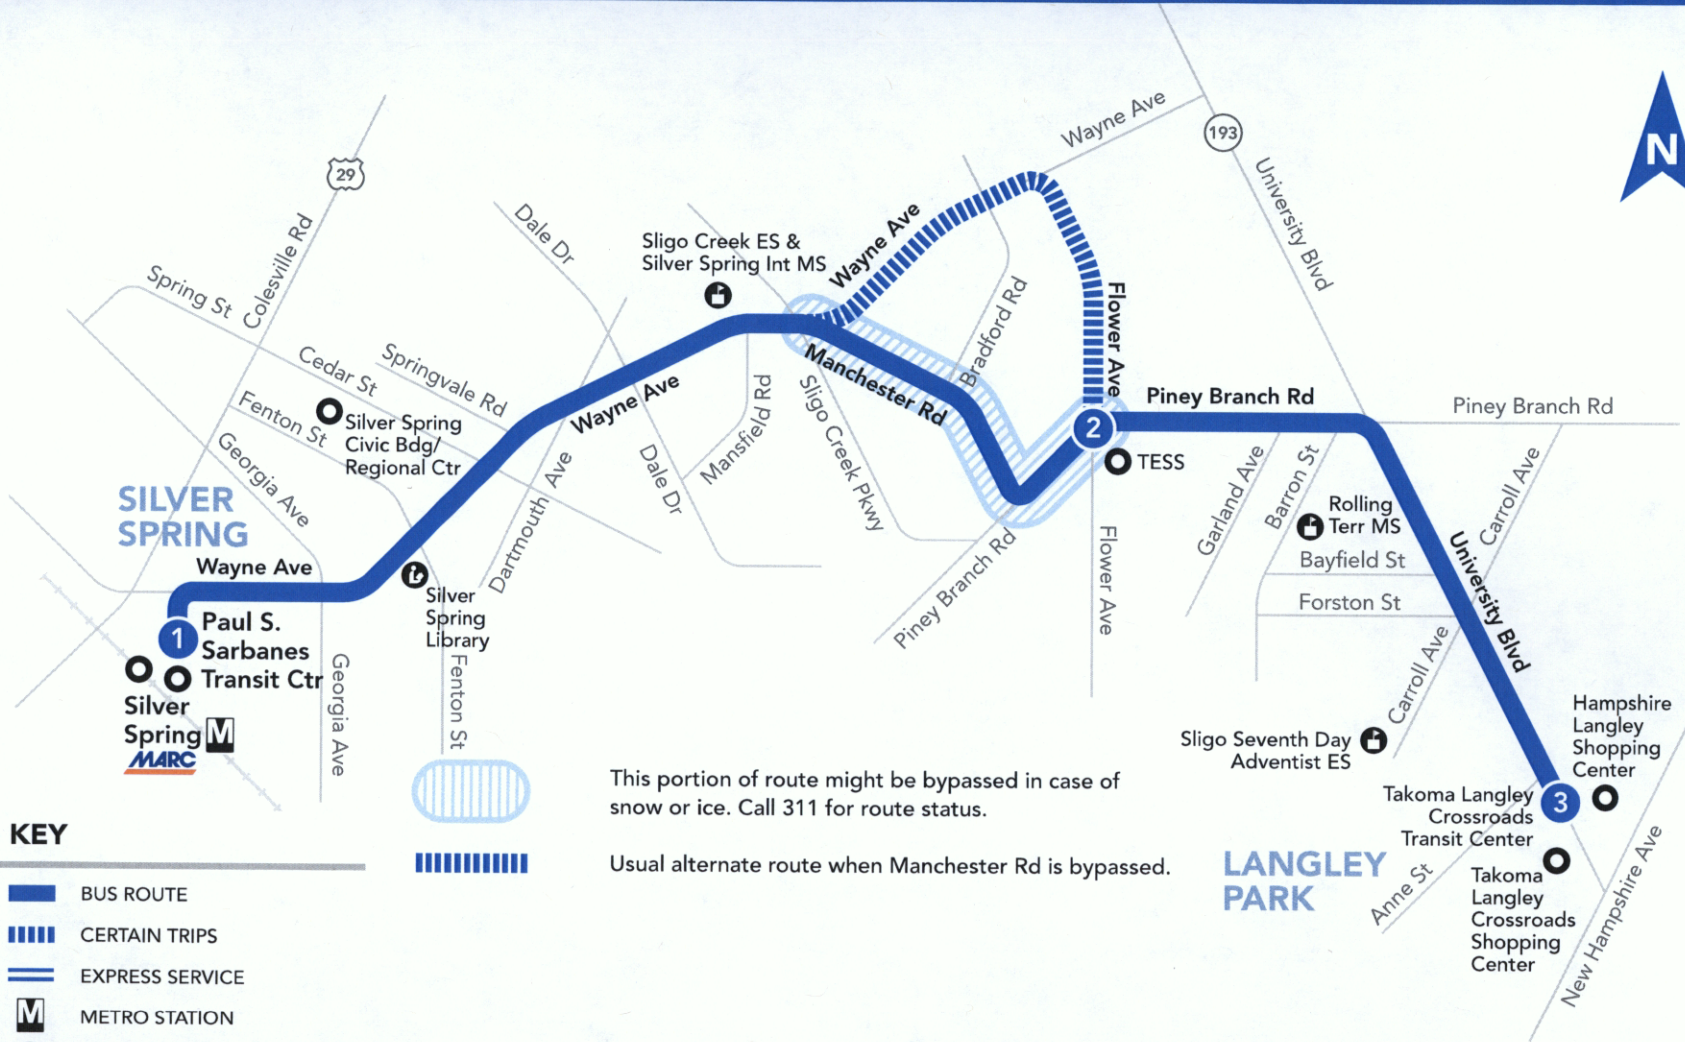 N
193
Wayne Ave
University Blvd
29
Colesville Rd
Spring St
Dale Dr
Sligo Creek ES &
Silver Spring Int MS
Wayne Ave
Flower Ave
Bradford Rd
Cedar St
Springvale Rd
Fenton St
Silver Spring
Civic Bdg/
Regional Ctr
Georgia Ave
Wayne Ave
Mansfield Rd
Manchester Rd
Sligo Creek Pkwy
Dale Dr
Dartmouth Ave
2
TESS
Piney Branch Rd
Piney Branch Rd
Garland Ave
Barron St
Rolling
Terr MS
Carroll Ave
Bayfield St
Forston St
University Blvd
Piney Branch Rd
Flower Ave
SILVER
SPRING
Wayne Ave
1
Paul S.
Sarbanes
Transit Ctr
Silver
Spring
M
MARC
Silver
Spring
Library
Georgia Ave
Fenton St
Carroll Ave
Sligo Seventh Day
Adventist ES
Hampshire
Langley
Shopping
Center
3
Takoma Langley
Crossroads
Transit Center
Takoma
Langley
Crossroads
Shopping
Center
Anne St
New Hampshire Ave
LANGLEY
PARK
This portion of route might be bypassed in case of
snow or ice. Call 311 for route status.
Usual alternate route when Manchester Rd is bypassed.
KEY
BUS ROUTE
CERTAIN TRIPS
EXPRESS SERVICE
M METRO STATION